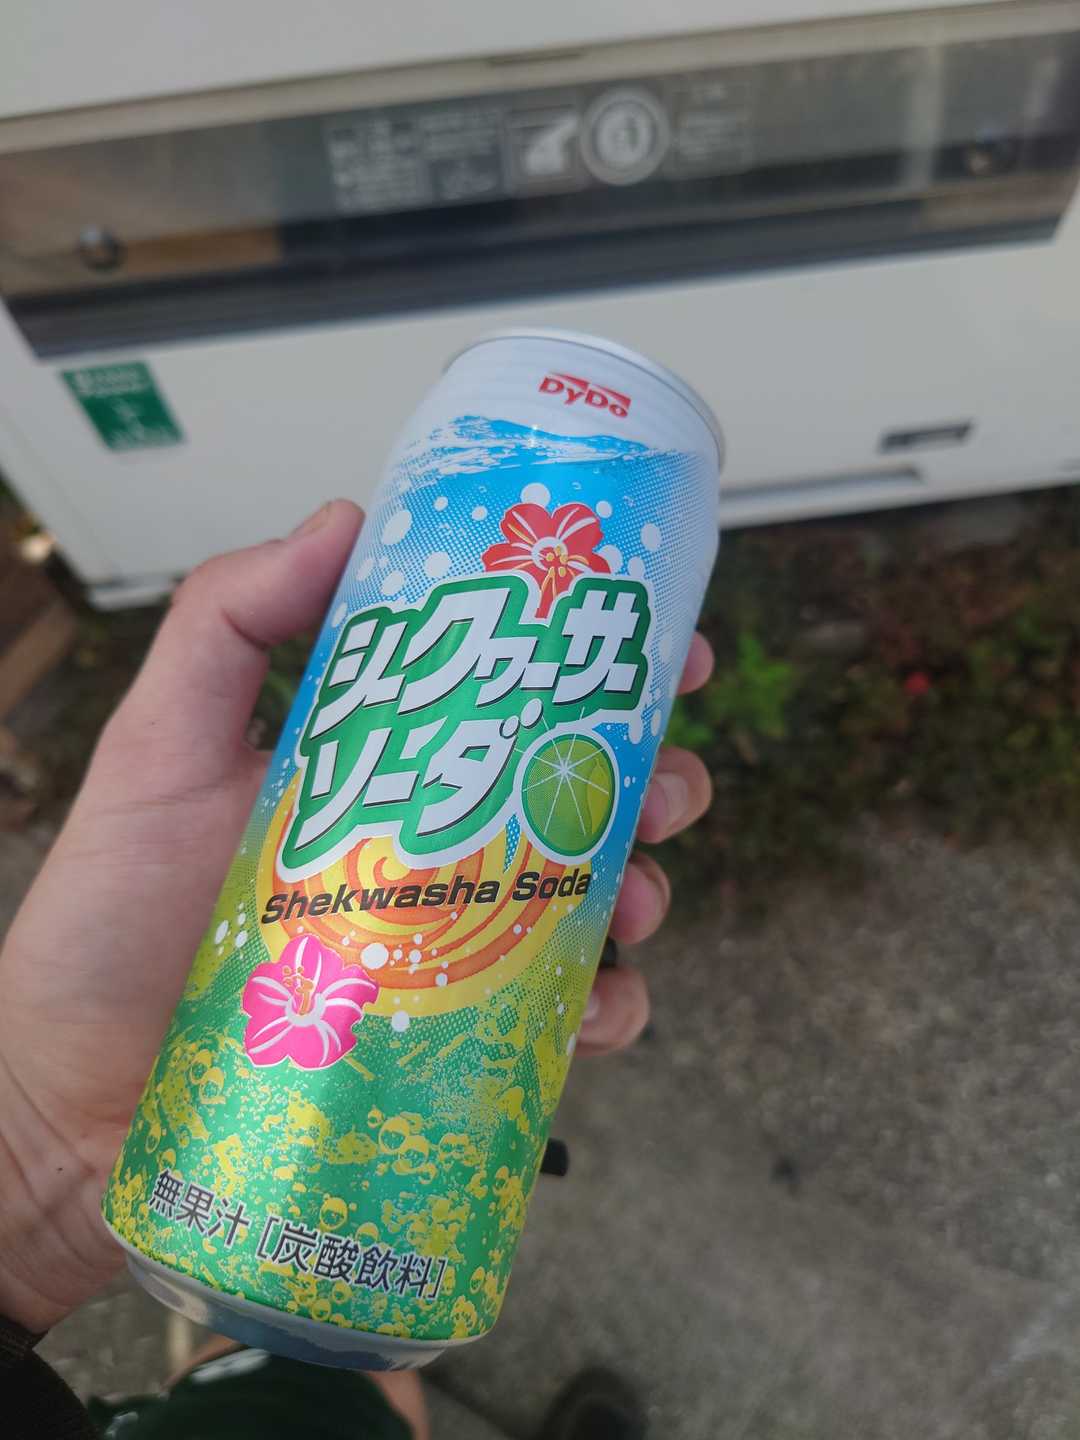 DyDo
シークヮーサー
ソーダ
Shekwasha Soda
無果汁［炭酸飲料］